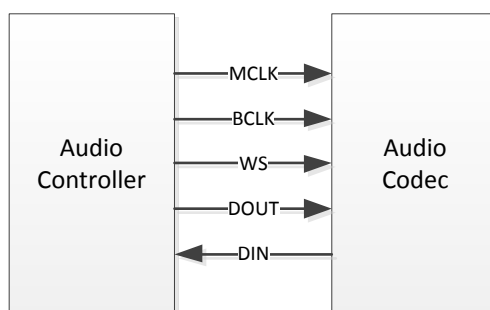 Audio
Controller
MCLK
BCLK
WS
DOUT
DIN
Audio
Codec